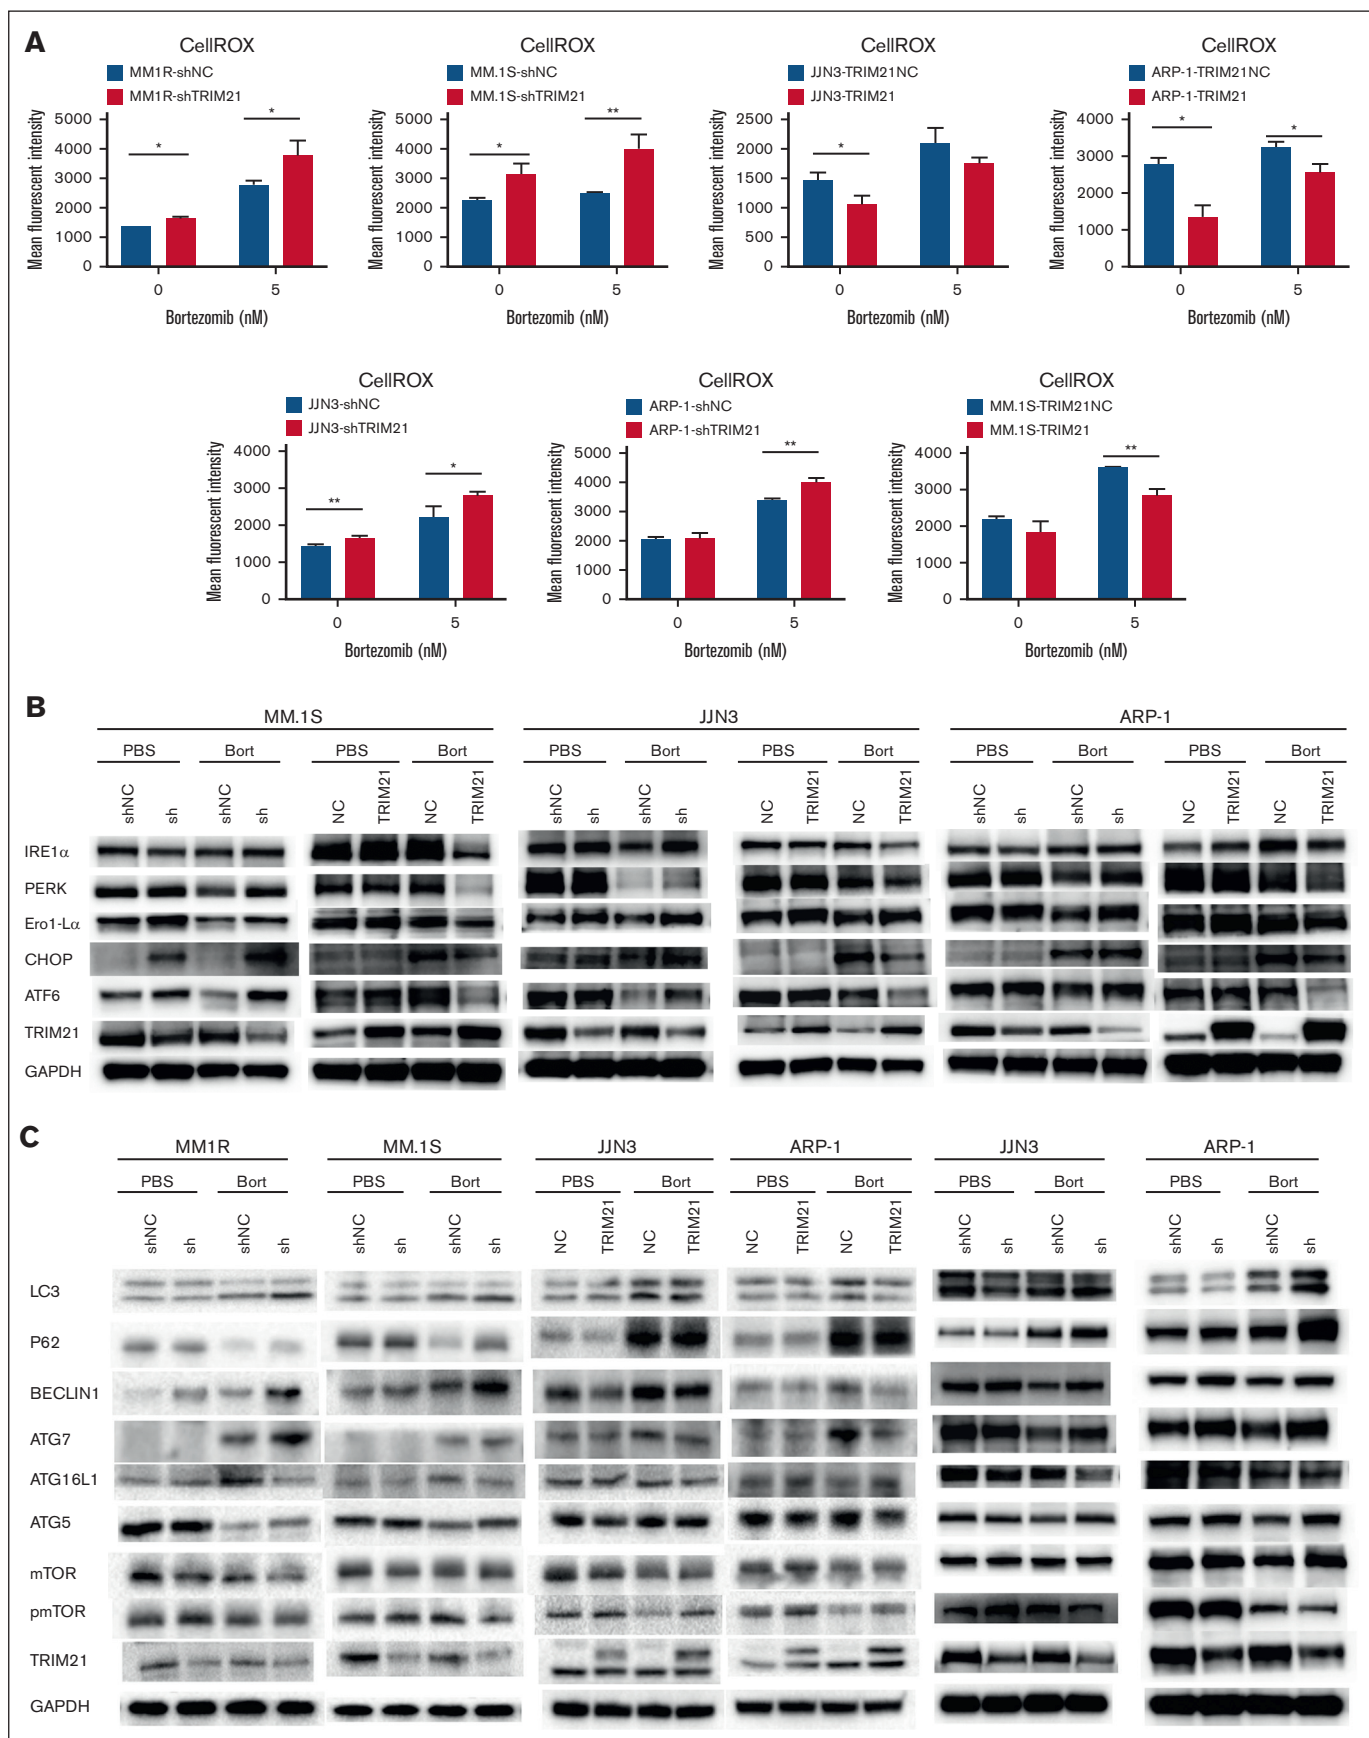 A
CellROX
MM1R-shNC
MM1R-shTRIM21
Mean fluorescent intensity
5000
4000
3000
2000
1000
0
*
*
0
5
Bortezomib (nM)
CellROX
MM.1S-shNC
MM.1S-shTRIM21
Mean fluorescent intensity
5000
4000
3000
2000
1000
0
*
**
0
5
Bortezomib (nM)
CellROX
JJN3-TRIM21NC
JJN3-TRIM21
Mean fluorescent intensity
2500
2000
1500
1000
500
0
*
0
5
Bortezomib (nM)
CellROX
ARP-1-TRIM21NC
ARP-1-TRIM21
Mean fluorescent intensity
4000
3000
2000
1000
0
*
*
0
5
Bortezomib (nM)
CellROX
JJN3-shNC
JJN3-shTRIM21
Mean fluorescent intensity
4000
3000
2000
1000
0
**
*
0
5
Bortezomib (nM)
CellROX
ARP-1-shNC
ARP-1-shTRIM21
Mean fluorescent intensity
5000
4000
3000
2000
1000
0
**
0
5
Bortezomib (nM)
CellROX
MM.1S-TRIM21NC
MM.1S-TRIM21
Mean fluorescent intensity
4000
3000
2000
1000
0
**
0
5
Bortezomib (nM)
B
MM.1S JJN3 ARP-1
PBS Bort PBS Bort PBS Bort PBS Bort PBS Bort PBS Bort
shNC sh shNC sh NC TRIM21 NC TRIM21 shNC sh shNC sh NC TRIM21 NC TRIM21 shNC sh shNC sh NC TRIM21 NC TRIM21
IRE1α
PERK
Ero1-Lα
CHOP
ATF6
TRIM21
GAPDH
C
MM1R MM.1S JJN3 ARP-1 JJN3 ARP-1
PBS Bort PBS Bort PBS Bort PBS Bort PBS Bort PBS Bort
shNC sh shNC sh shNC sh shNC sh NC TRIM21 NC TRIM21 NC TRIM21 NC TRIM21 shNC sh shNC sh shNC sh shNC sh
LC3
P62
BECLIN1
ATG7
ATG16L1
ATG5
mTOR
pmTOR
TRIM21
GAPDH